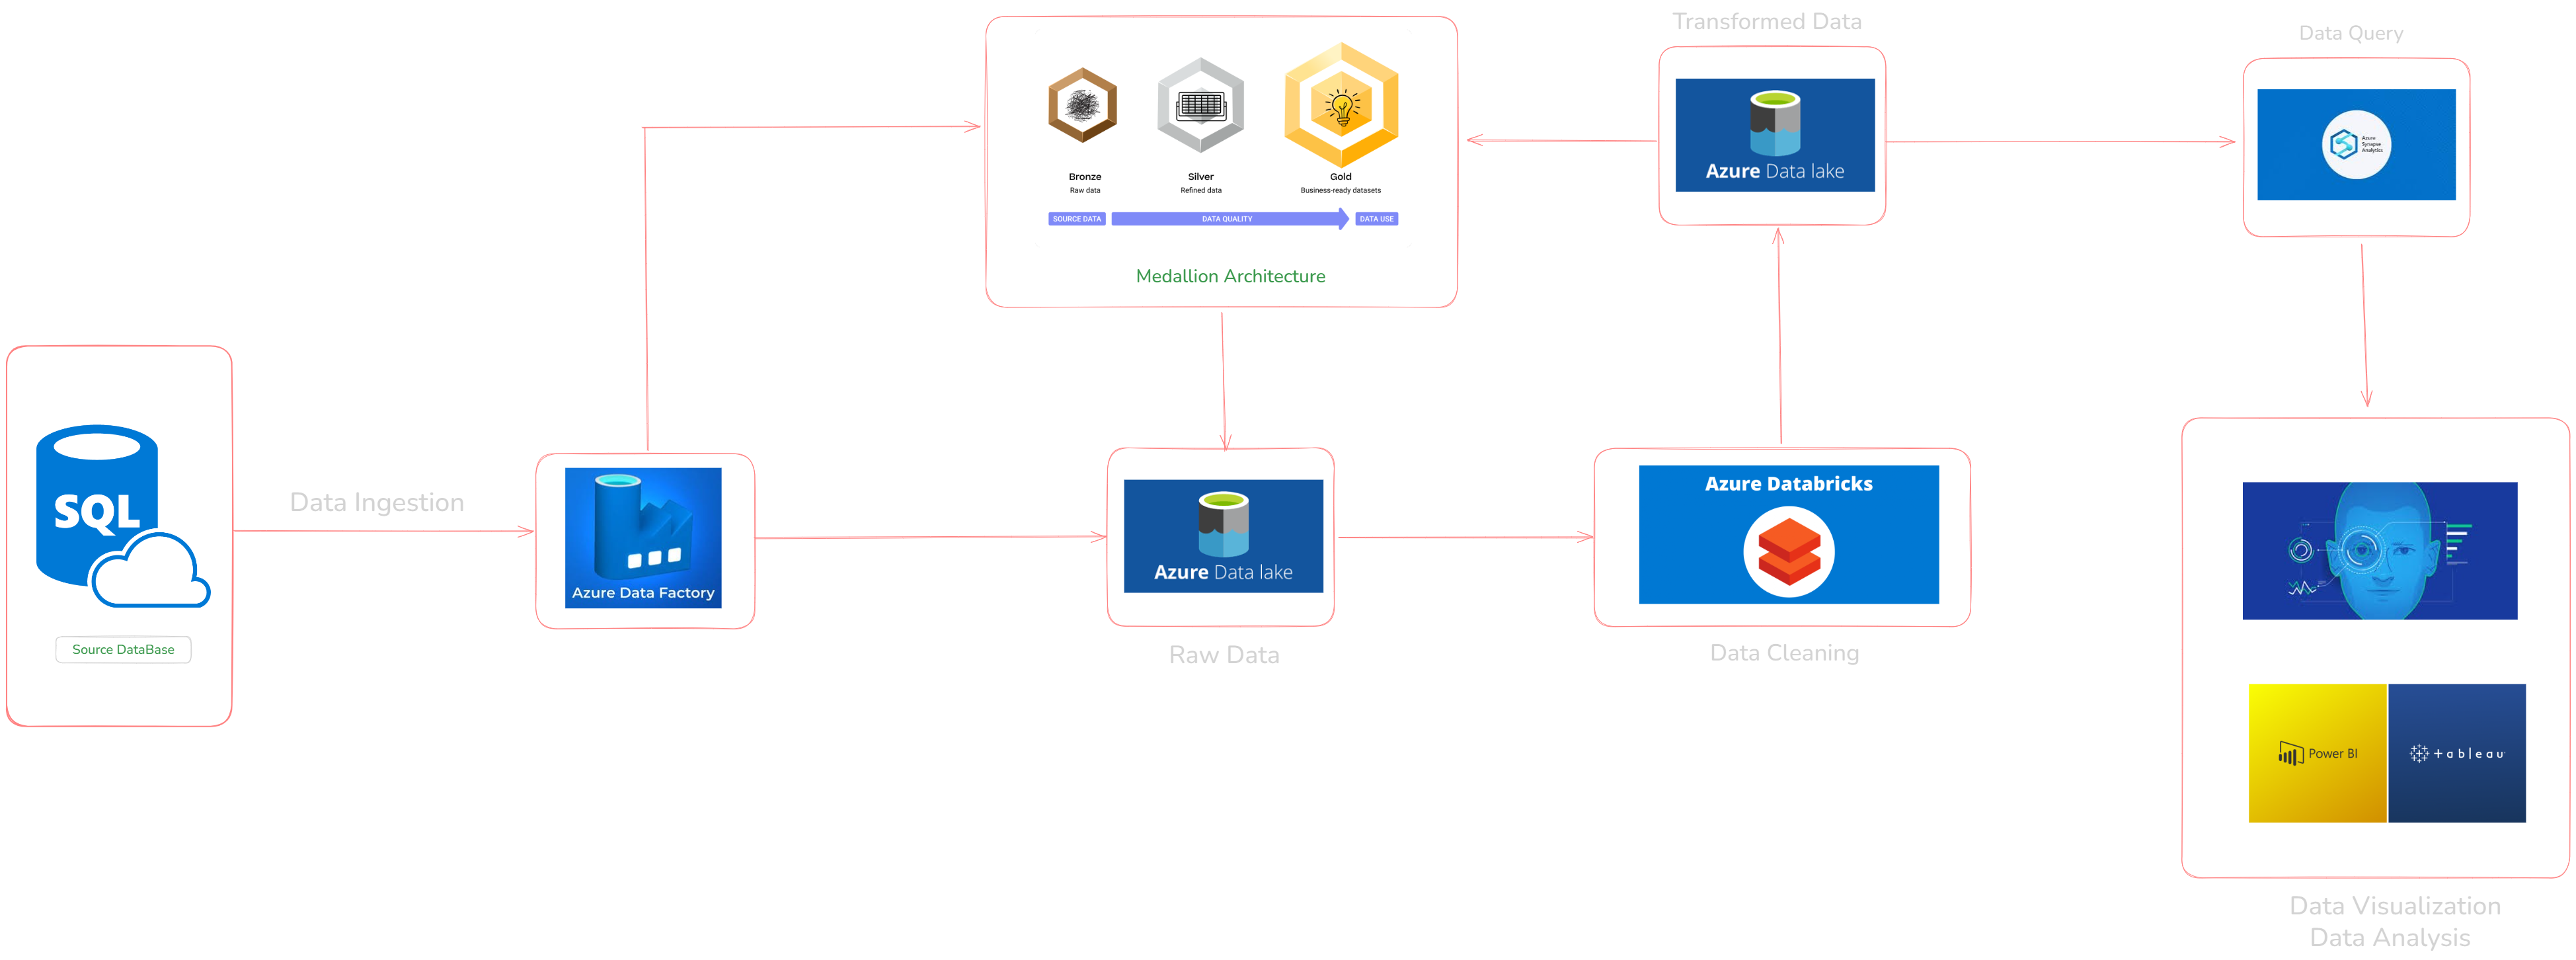 Transformed Data
Data Query
Bronze
Raw data
Silver
Refined data
Gold
Business-ready datasets
SOURCE DATA
DATA QUALITY
DATA USE
Medallion Architecture
Azure Data lake
Azure
Synapse
Analytics
SQL
Source DataBase
Data Ingestion
Azure Data Factory
Azure Data lake
Raw Data
Azure Databricks
Data Cleaning
Power BI
+ableau
Data Visualization
Data Analysis